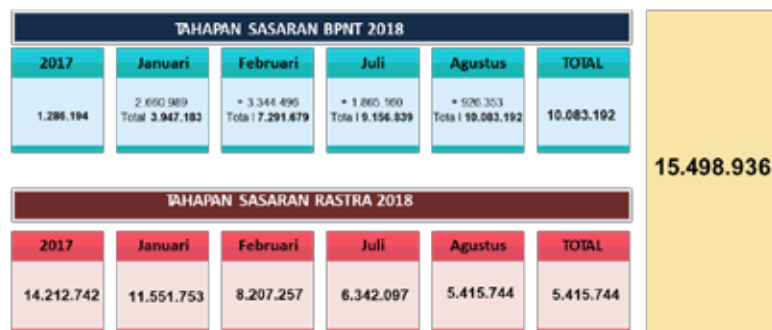 TAHAPAN SASARAN BPNT 2018
2017 Januari Februari Juli Agustus TOTAL
1.286.194
2.660.989
Total 3.947.183
+ 3.344.496
Total 7.291.679
+ 1.865.160
Total 9.156.839
+ 926.353
Total 10.083.192
10.083.192
15.498.936
TAHAPAN SASARAN RASTRA 2018
2017 Januari Februari Juli Agustus TOTAL
14.212.742 11.551.753 8.207.257 6.342.097 5.415.744 5.415.744